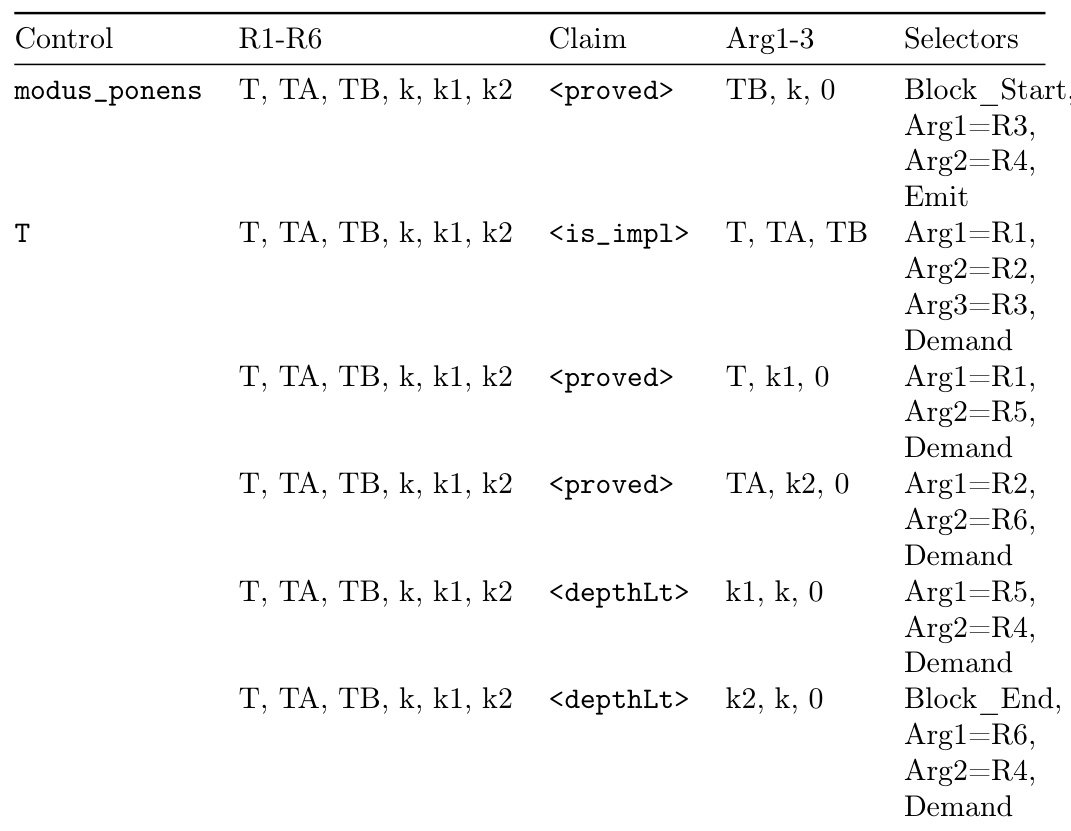 Control R1-R6 Claim Arg1-3 Selectors
modus_ponens T, TA, TB, k, k1, k2 <proved> TB, k, 0 Block_Start,
Arg1=R3,
Arg2=R4,
Emit
T T, TA, TB, k, k1, k2 <is_impl> T, TA, TB Arg1=R1,
Arg2=R2,
Arg3=R3,
Demand
T, TA, TB, k, k1, k2 <proved> T, k1, 0 Arg1=R1,
Arg2=R5,
Demand
T, TA, TB, k, k1, k2 <proved> TA, k2, 0 Arg1=R2,
Arg2=R6,
Demand
T, TA, TB, k, k1, k2 <depthLt> k1, k, 0 Arg1=R5,
Arg2=R4,
Demand
T, TA, TB, k, k1, k2 <depthLt> k2, k, 0 Block_End,
Arg1=R6,
Arg2=R4,
Demand